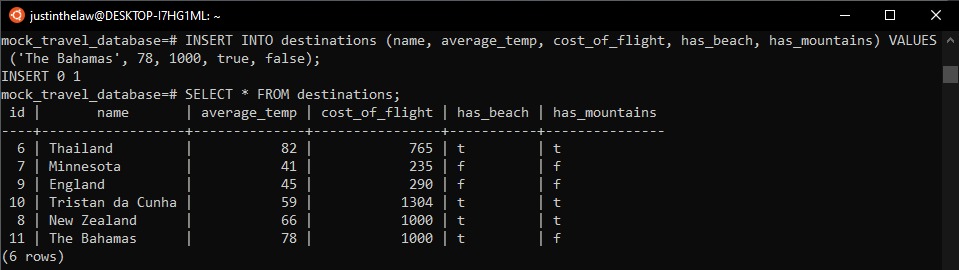 justinthelaw@DESKTOP-I7HG1ML: ~
mock_travel_database=# INSERT INTO destinations (name, average_temp, cost_of_flight, has_beach, has_mountains) VALUES
 ('The Bahamas', 78, 1000, true, false);
INSERT 0 1
mock_travel_database=# SELECT * FROM destinations;
 id |       name       | average_temp | cost_of_flight | has_beach | has_mountains
----+------------------+--------------+----------------+-----------+---------------
  6 | Thailand         |           82 |            765 | t         | t
  7 | Minnesota        |           41 |            235 | f         | f
  9 | England          |           45 |            290 | f         | f
 10 | Tristan da Cunha |           59 |           1304 | t         | t
  8 | New Zealand      |           66 |           1000 | t         | t
 11 | The Bahamas      |           78 |           1000 | t         | f
(6 rows)